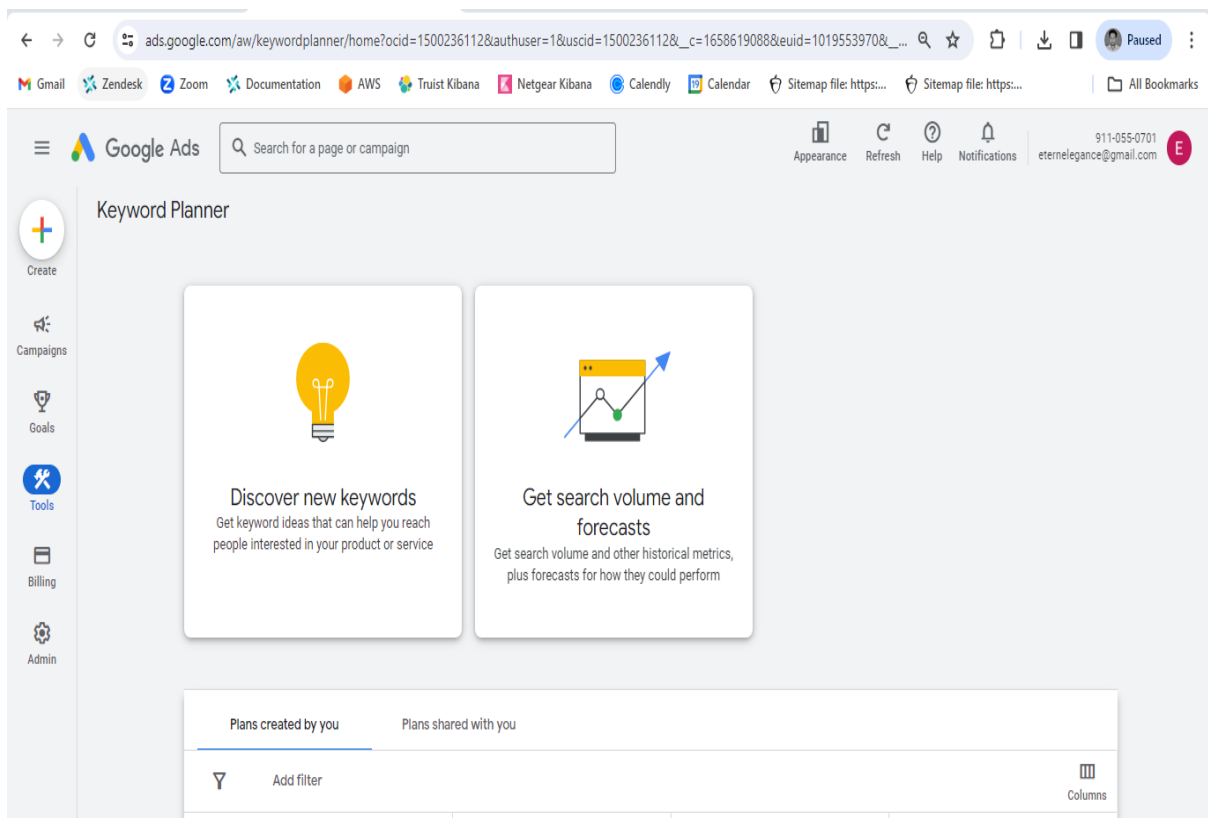 ads.google.com/aw/keywordplanner/home?ocid=1500236112&authuser=1&uscid=1500236112&__c=1658619088&euid=1019553970&__...
Paused
Gmail Zendesk Zoom Documentation AWS Truist Kibana Netgear Kibana Calendly 19 Calendar Sitemap file: https:... Sitemap file: https:... All Bookmarks
Google Ads
Search for a page or campaign
Appearance Refresh Help Notifications
911-055-0701
eternelegance@gmail.com
E
Keyword Planner
Create
Campaigns
Goals
Tools
Billing
Admin
Discover new keywords
Get keyword ideas that can help you reach
people interested in your product or service
Get search volume and
forecasts
Get search volume and other historical metrics,
plus forecasts for how they could perform
Plans created by you Plans shared with you
Add filter
Columns